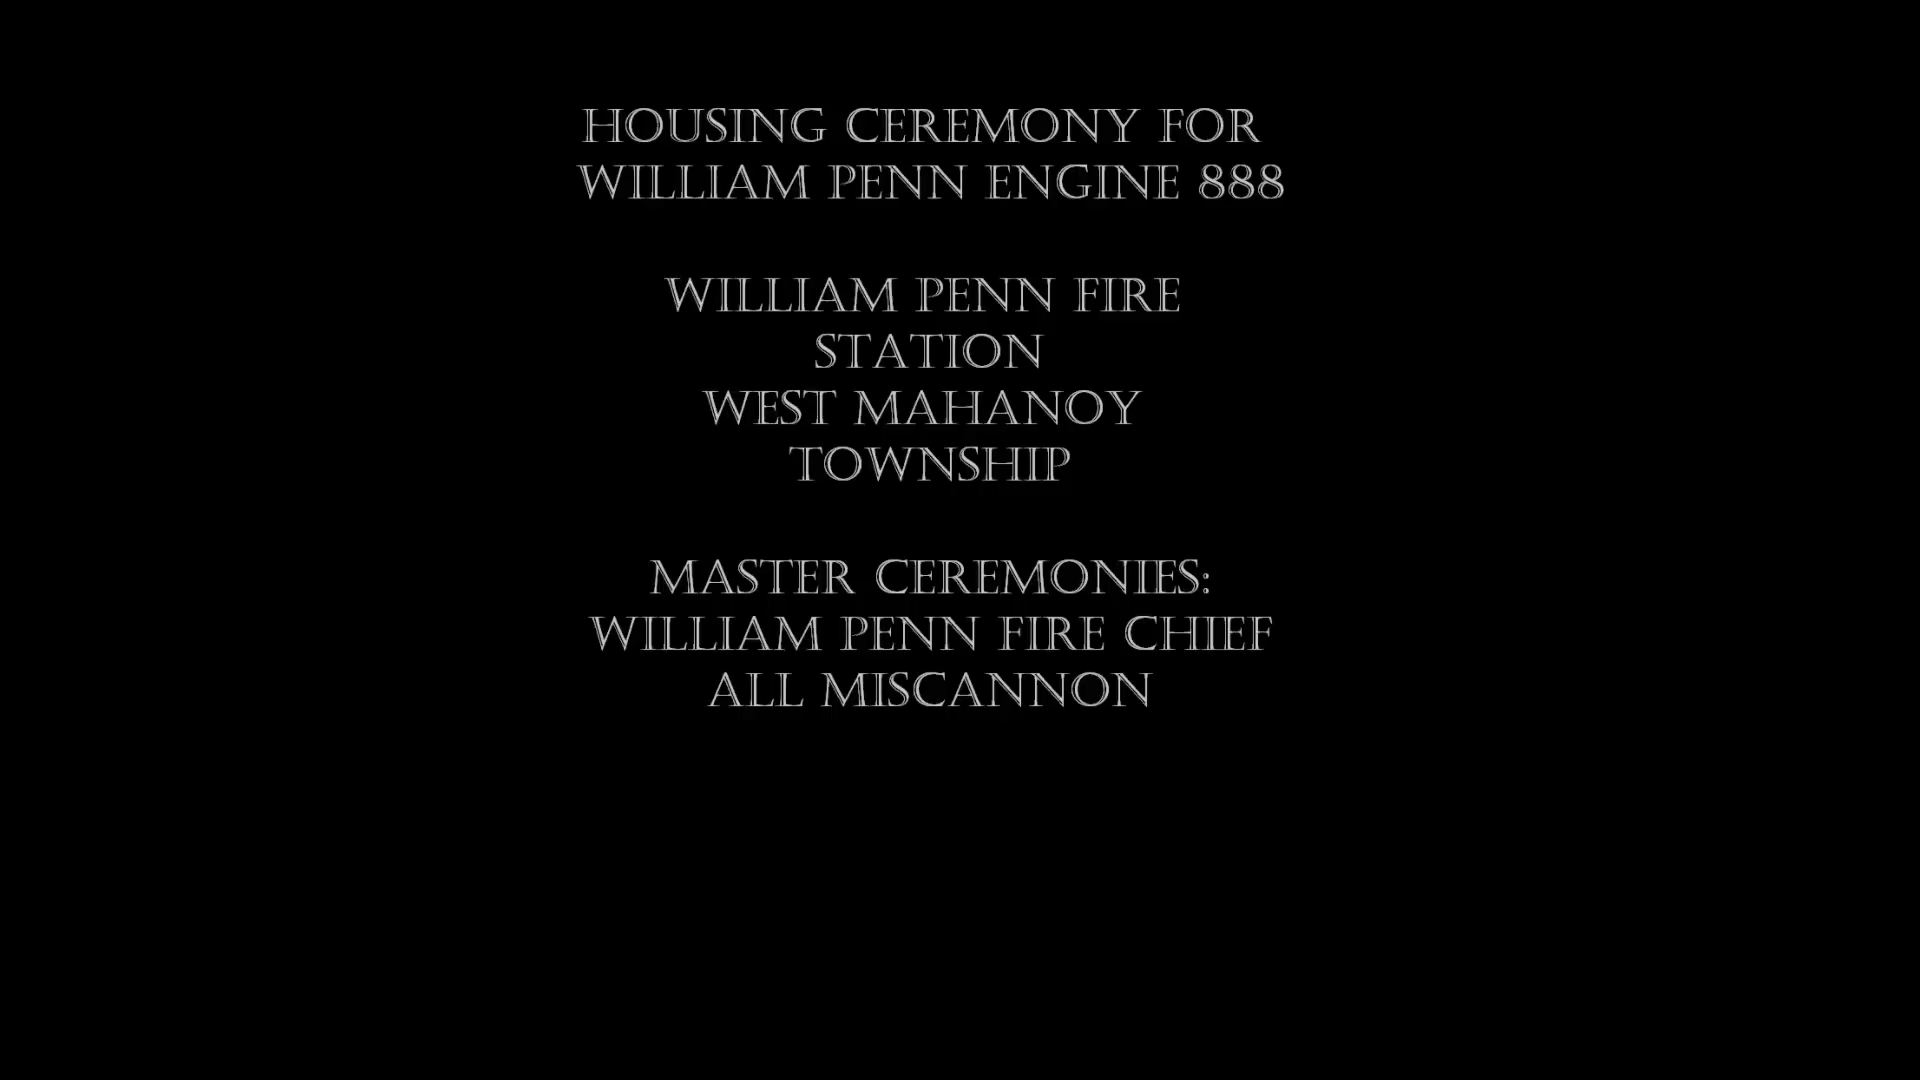 HOUSING CEREMONY FOR
WILLIAM PENN ENGINE 888
WILLIAM PENN FIRE
STATION
WEST MAHANOY
TOWNSHIP
MASTER CEREMONIES:
WILLIAM PENN FIRE CHIEF
ALL MISCANNON